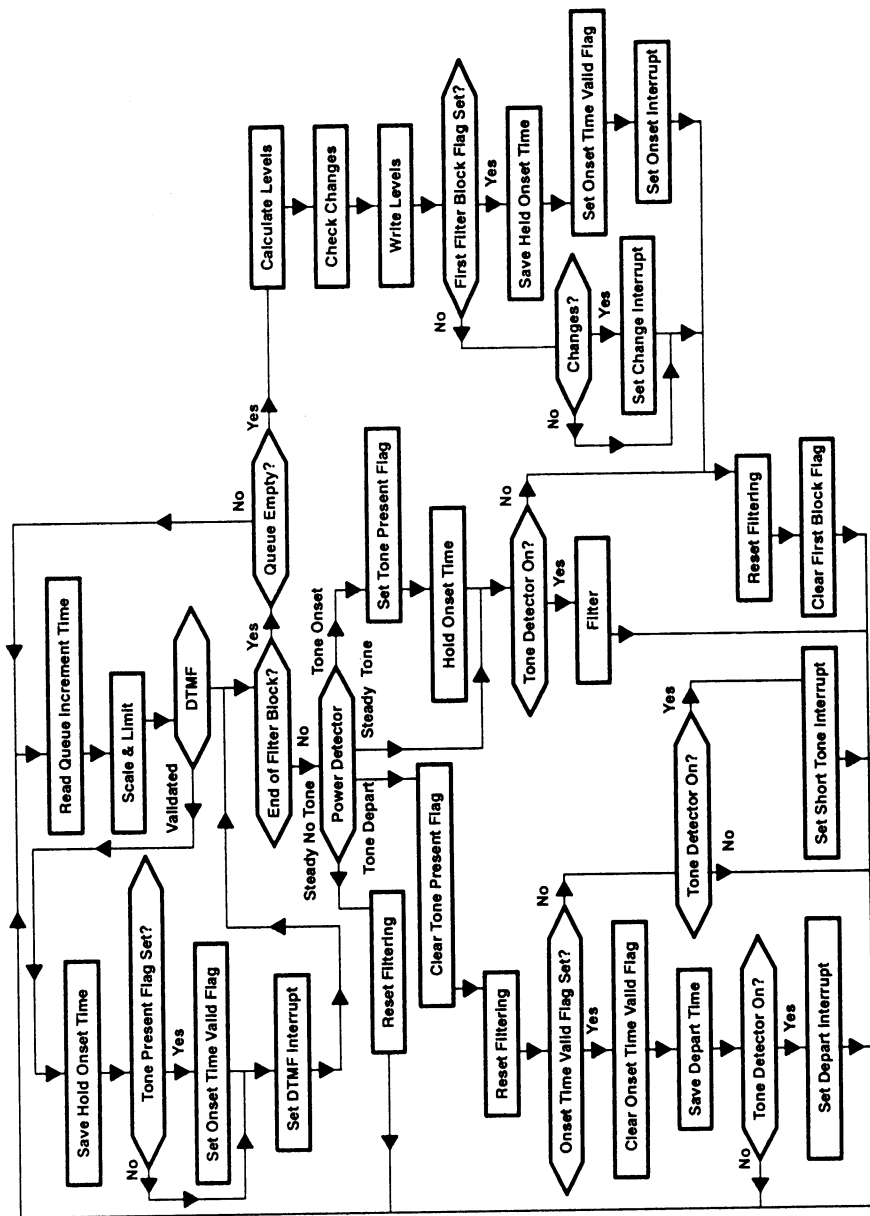 Read Queue Increment Time
Scale & Limit
DTMF
Validated
Save Hold Onset Time
Tone Present Flag Set?
No
Yes
Set Onset Time Valid Flag
Set DTMF Interrupt
End of Filter Block?
Yes
No
Queue Empty?
No
Yes
Calculate Levels
Check Changes
Write Levels
First Filter Block Flag Set?
No
Yes
Save Held Onset Time
Set Onset Time Valid Flag
Set Onset Interrupt
Changes?
No
Yes
Set Change Interrupt
Power Detector
Steady No Tone
Tone Depart
Steady Tone
Tone Onset
Set Tone Present Flag
Hold Onset Time
Tone Detector On?
No
Yes
Filter
Reset Filtering
Clear First Block Flag
Reset Filtering
Clear Tone Present Flag
Reset Filtering
Onset Time Valid Flag Set?
No
Yes
Clear Onset Time Valid Flag
Save Depart Time
Tone Detector On?
No
Yes
Set Depart Interrupt
Tone Detector On?
Yes
No
Set Short Tone Interrupt